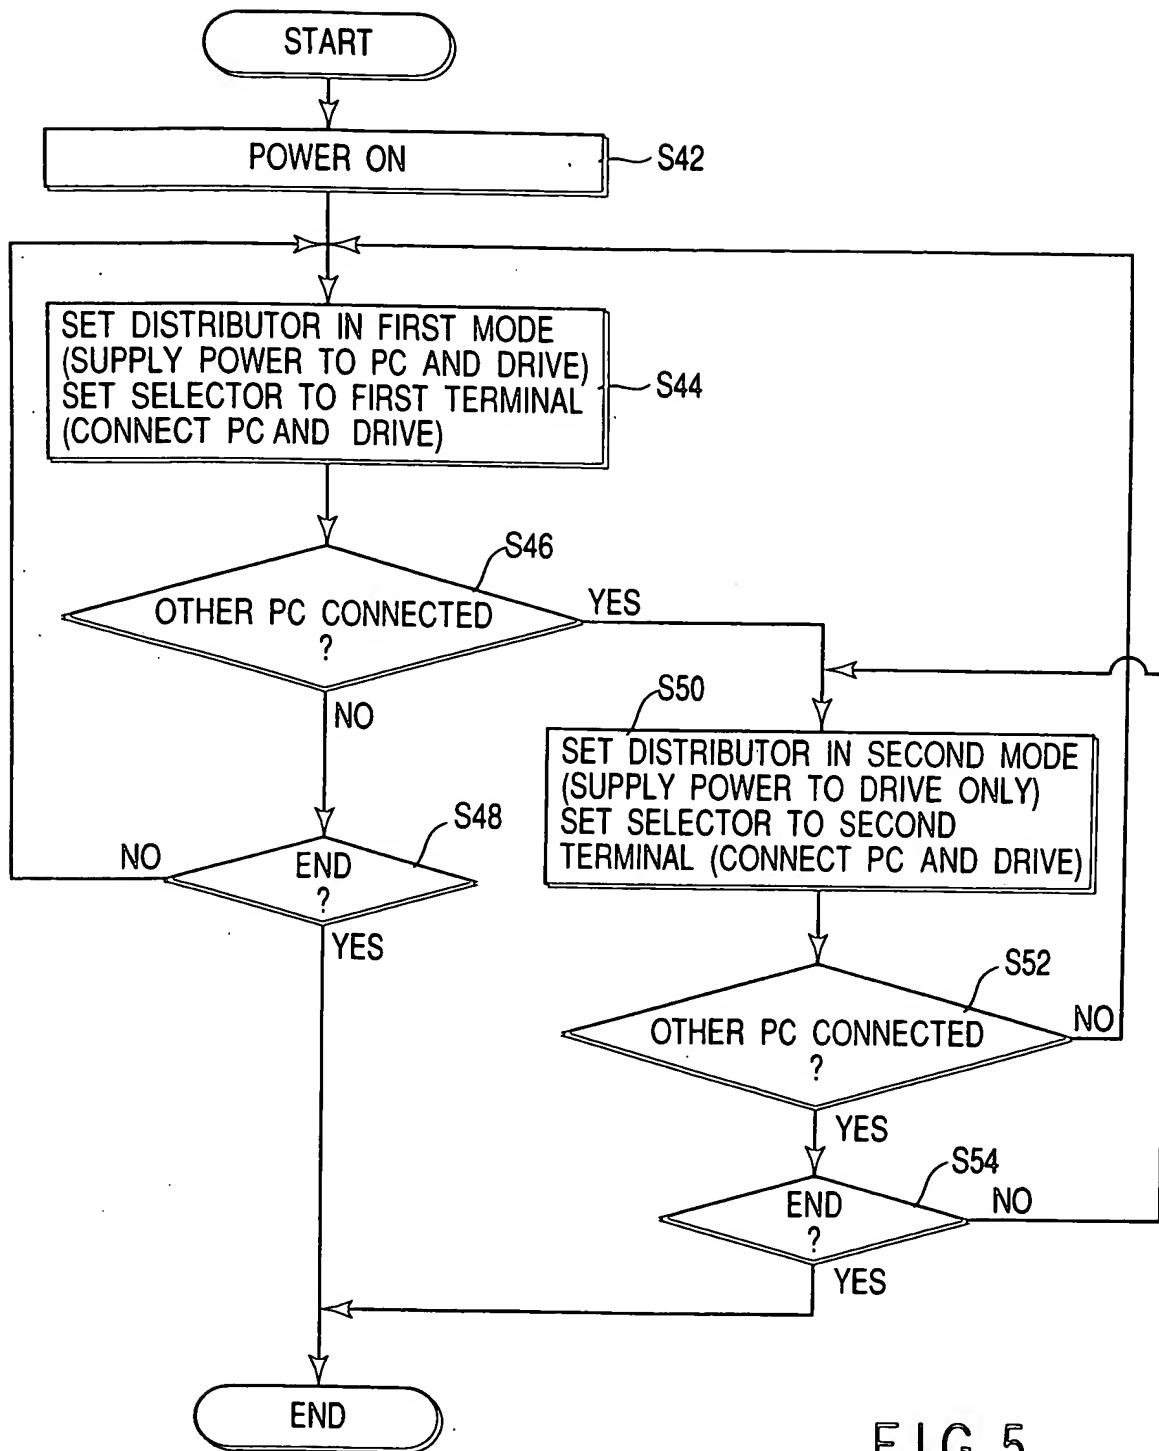 START
POWER ON
S42
SET DISTRIBUTOR IN FIRST MODE
(SUPPLY POWER TO PC AND DRIVE)
SET SELECTOR TO FIRST TERMINAL
(CONNECT PC AND DRIVE)
S44
S46
OTHER PC CONNECTED
?
YES
NO
S50
SET DISTRIBUTOR IN SECOND MODE
(SUPPLY POWER TO DRIVE ONLY)
SET SELECTOR TO SECOND
TERMINAL (CONNECT PC AND DRIVE)
S48
NO
END
?
YES
S52
OTHER PC CONNECTED
?
NO
YES
S54
END
?
NO
YES
END
FIG. 5